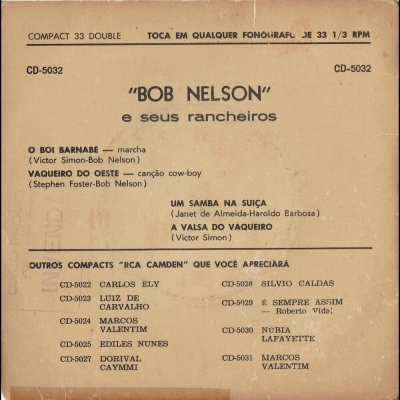 COMPACT 33 DOUBLE TOCA EM QUALQUER FONÓGRAFO DE 33 1/3 RPM
CD-5032 CD-5032
"BOB NELSON"
e seus rancheiros
O BOI BARNABÉ — marcha
(Victor Simon-Bob Nelson)
VAQUEIRO DO OESTE — canção cow-boy
(Stephen Foster-Bob Nelson)
UM SAMBA NA SUIÇA
(Janet de Almeida-Haroldo Barbosa)
A VALSA DO VAQUEIRO
(Victor Simon)
OUTROS COMPACTS "RCA CAMDEN" QUE VOCÊ APRECIARÁ
CD-5022 CARLOS ELY
CD-5023 LUIZ DE
CARVALHO
CD-5024 MARCOS
VALENTIM
CD-5025 EDILES NUNES
CD-5027 DORIVAL
CAYMMI
CD-5028 SILVIO CALDAS
CD-5029 É SEMPRE ASSIM
— Roberto Vidal
CD-5030 NUBIA
LAFAYETTE
CD-5031 MARCOS
VALENTIM